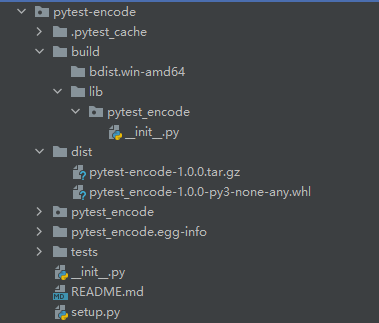 pytest-encode
.pytest_cache
build
bdist.win-amd64
lib
pytest_encode
__init__.py
dist
pytest-encode-1.0.0.tar.gz
pytest_encode-1.0.0-py3-none-any.whl
pytest_encode
pytest_encode.egg-info
tests
__init__.py
README.md
setup.py